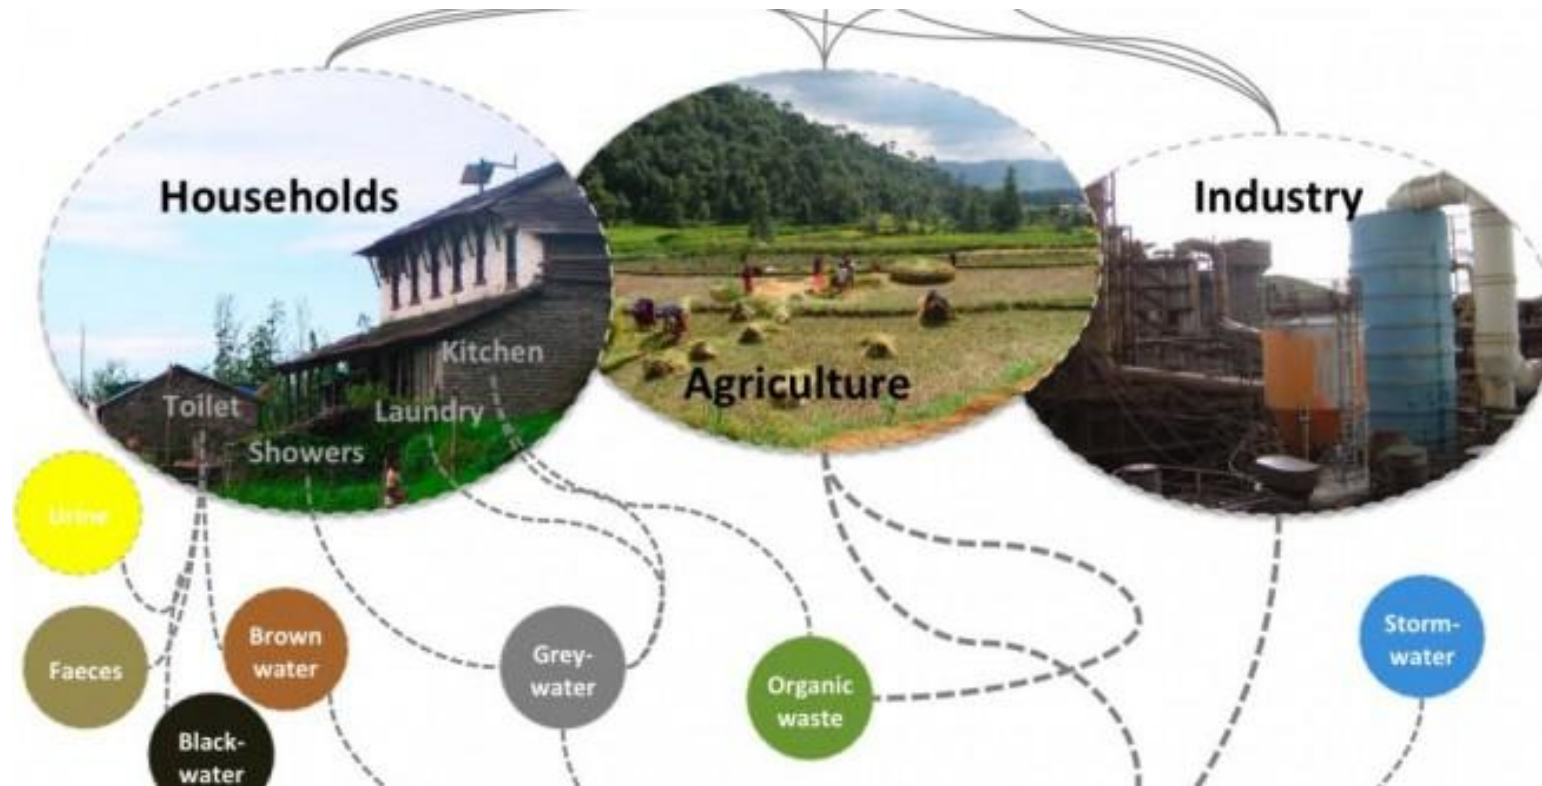 Households
Agriculture
Industry
Kitchen
Toilet
Laundry
Showers
Urine
Faeces
Brown
water
Black-
water
Grey-
water
Organic
waste
Storm-
water